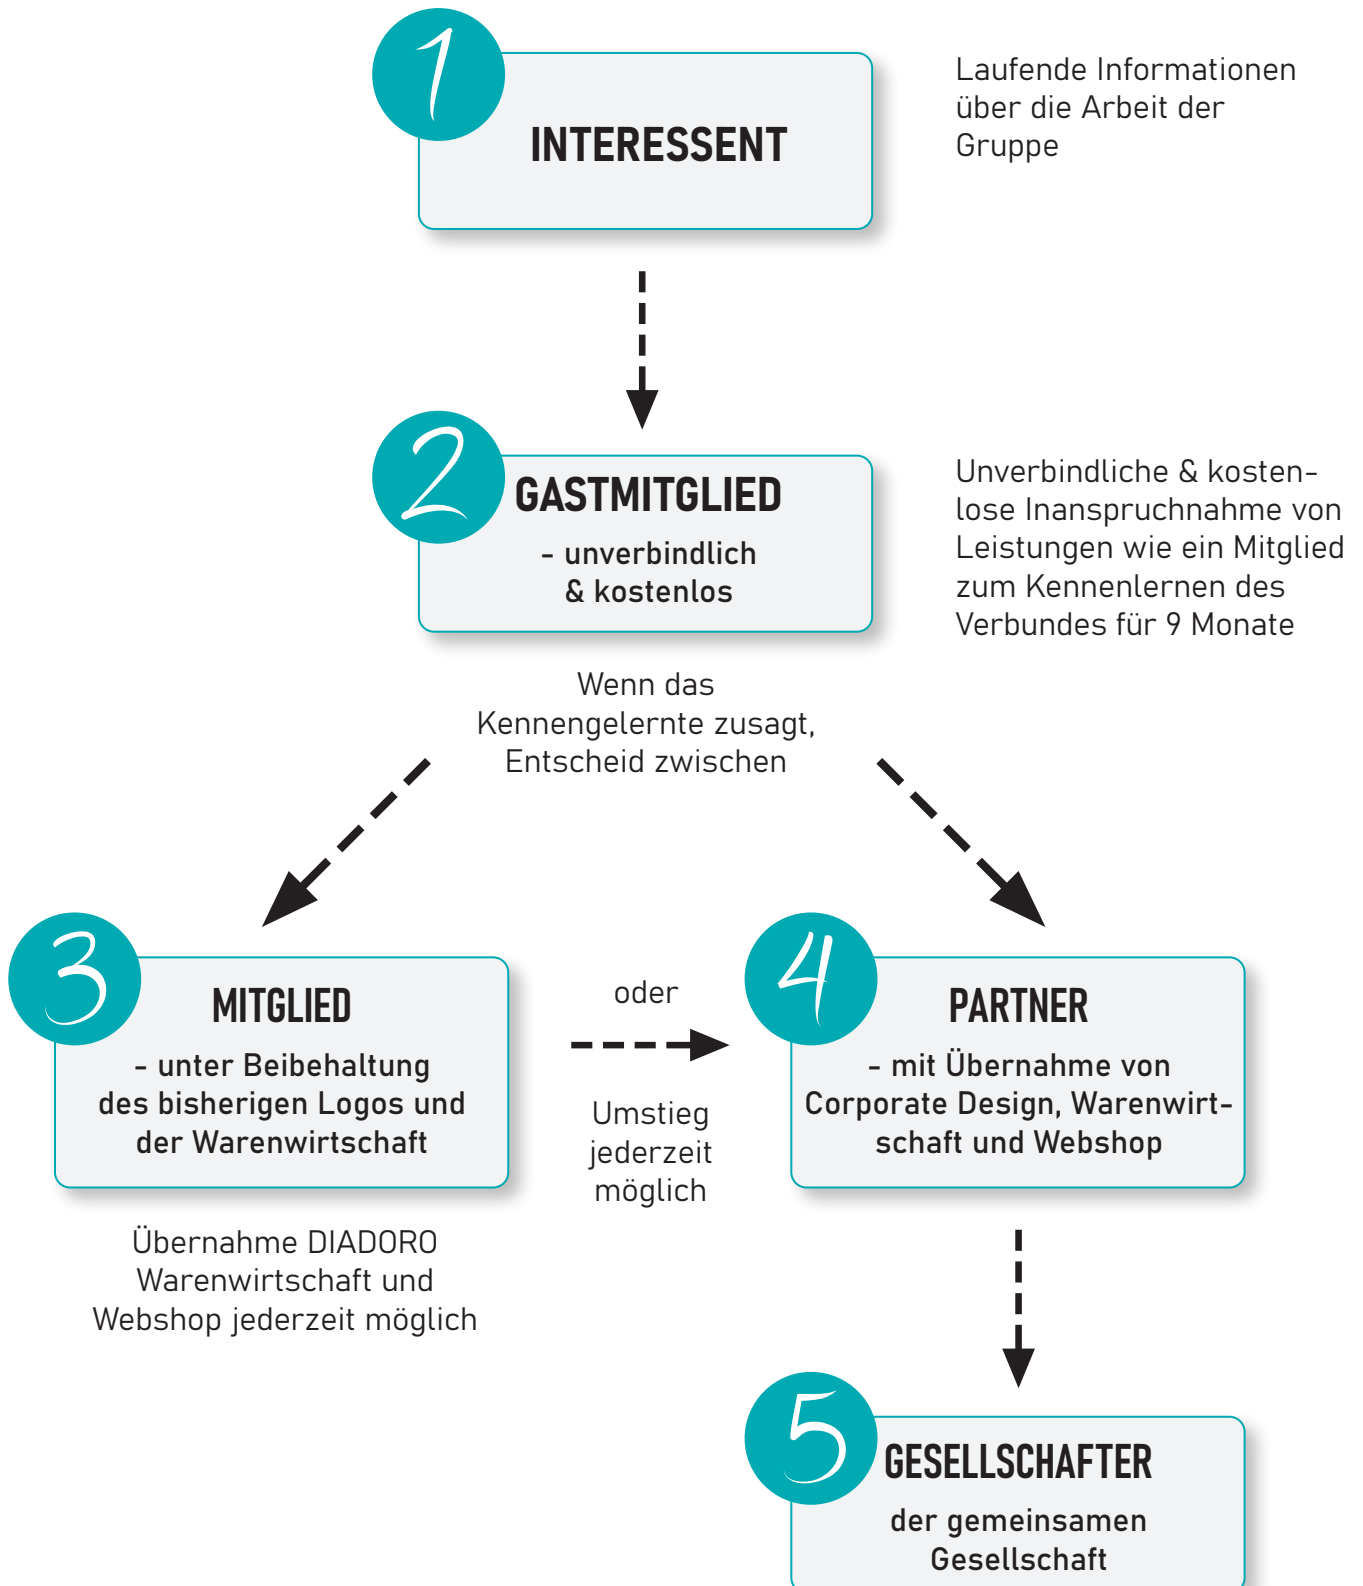 1
INTERESSENT
Laufende Informationen
über die Arbeit der
Gruppe
2
GASTMITGLIED
- unverbindlich
& kostenlos
Unverbindliche & kosten-
lose Inanspruchnahme von
Leistungen wie ein Mitglied
zum Kennenlernen des
Verbundes für 9 Monate
Wenn das
Kennengelernte zusagt,
Entscheid zwischen
3
MITGLIED
- unter Beibehaltung
des bisherigen Logos und
der Warenwirtschaft
Übernahme DIADORO
Warenwirtschaft und
Webshop jederzeit möglich
oder
Umstieg
jederzeit
möglich
4
PARTNER
- mit Übernahme von
Corporate Design, Warenwirt-
schaft und Webshop
5
GESELLSCHAFTER
der gemeinsamen
Gesellschaft